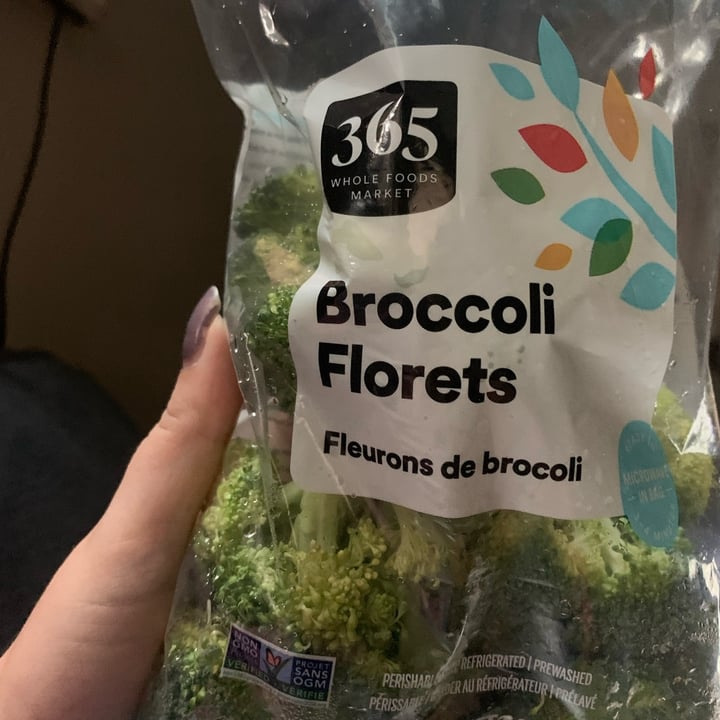 365
WHOLE FOODS
MARKET
Broccoli
Florets
Fleurons de brocoli
MICROWAVE
IN BAG
NON
GMO
VERIFIED
PROJET
SANS
OGM
VÉRIFIÉ
REFRIGERATED | PREWASHED
AU RÉFRIGÉRATEUR | PRÉLAVÉ